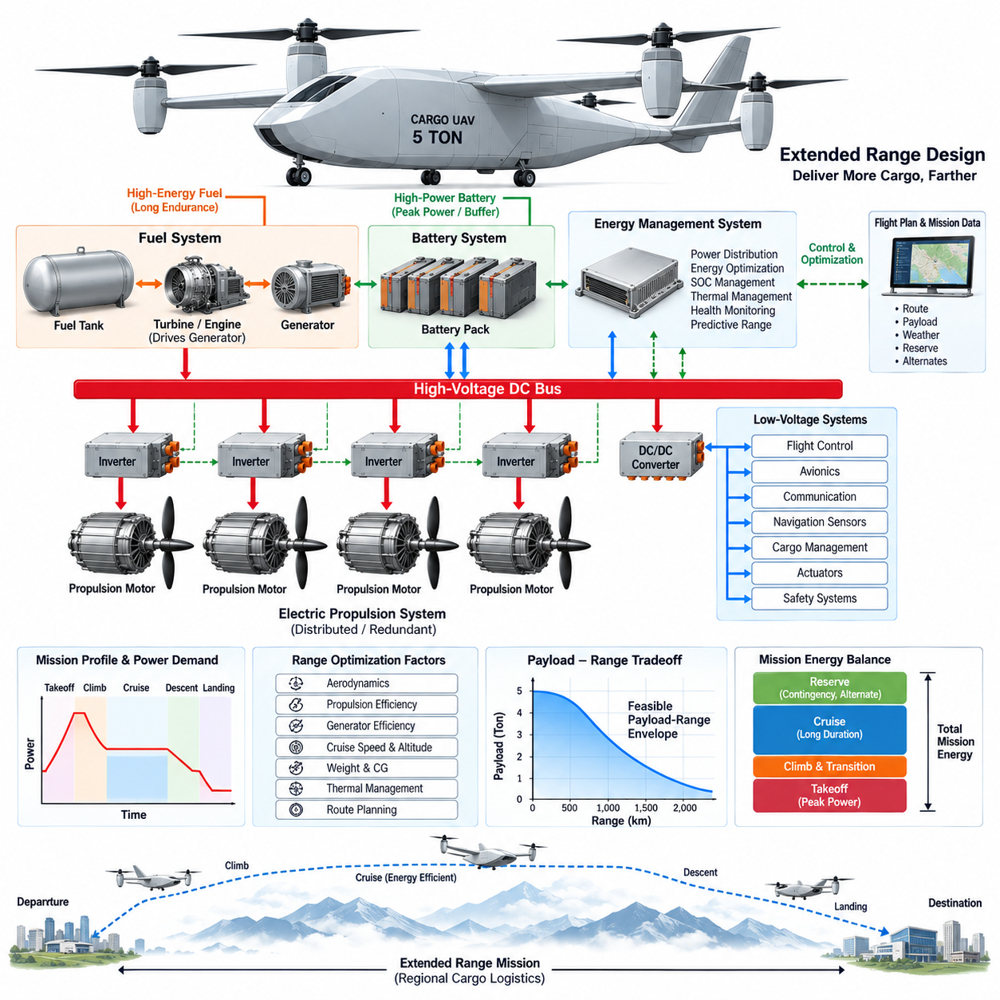 CARGO UAV
5 TON
Extended Range Design
Deliver More Cargo, Farther
High-Energy Fuel
(Long Endurance)
High-Power Battery
(Peak Power / Buffer)
Fuel System
Fuel Tank
Turbine / Engine
(Drives Generator)
Generator
Battery System
Battery Pack
Energy Management System
Power Distribution
Energy Optimization
SOC Management
Thermal Management
Health Monitoring
Predictive Range
Control &
Optimization
Flight Plan & Mission Data
• Route
• Payload
• Weather
• Reserve
• Alternates
High-Voltage DC Bus
Inverter
Inverter
Inverter
Inverter
DC/DC
Converter
Low-Voltage Systems
Flight Control
Avionics
Communication
Navigation Sensors
Cargo Management
Actuators
Safety Systems
Propulsion Motor
Propulsion Motor
Propulsion Motor
Propulsion Motor
Electric Propulsion System
(Distributed / Redundant)
Mission Profile & Power Demand
Takeoff Climb Cruise Descent Landing
Power
Time
Range Optimization Factors
Aerodynamics
Propulsion Efficiency
Generator Efficiency
Cruise Speed & Altitude
Weight & CG
Thermal Management
Route Planning
Payload – Range Tradeoff
Payload (Ton)
5
4
3
2
1
0
Feasible
Payload-Range
Envelope
0 500 1,000 1,500 2,000
Range (km)
Mission Energy Balance
Reserve
(Contingency, Alternate)
Cruise
(Long Duration)
Climb & Transition
Takeoff
(Peak Power)
Total
Mission
Energy
Departure
Climb
Cruise (Energy Efficient)
Descent
Landing
Destination
Extended Range Mission
(Regional Cargo Logistics)